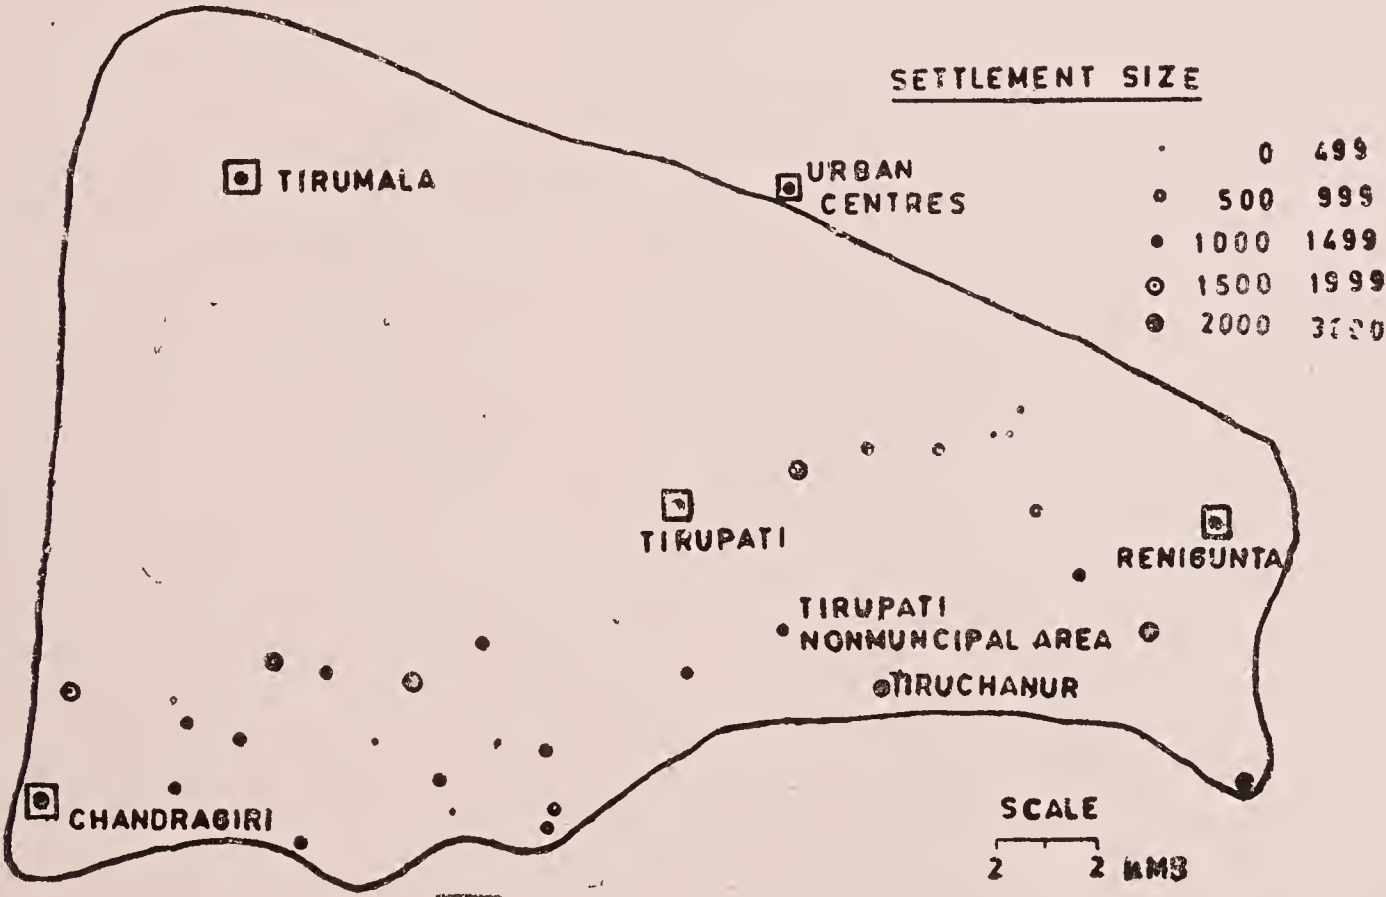 SETTLEMENT SIZE
0 499
500 999
1000 1499
1500 1999
2000
TIRUMALA
URBAN
CENTRES
TIRUPATI
RENIGUNTA
TIRUPATI
NONMUNCIPAL AREA
TIRUCHANUR
CHANDRAGIRI
SCALE
2 2 KMS